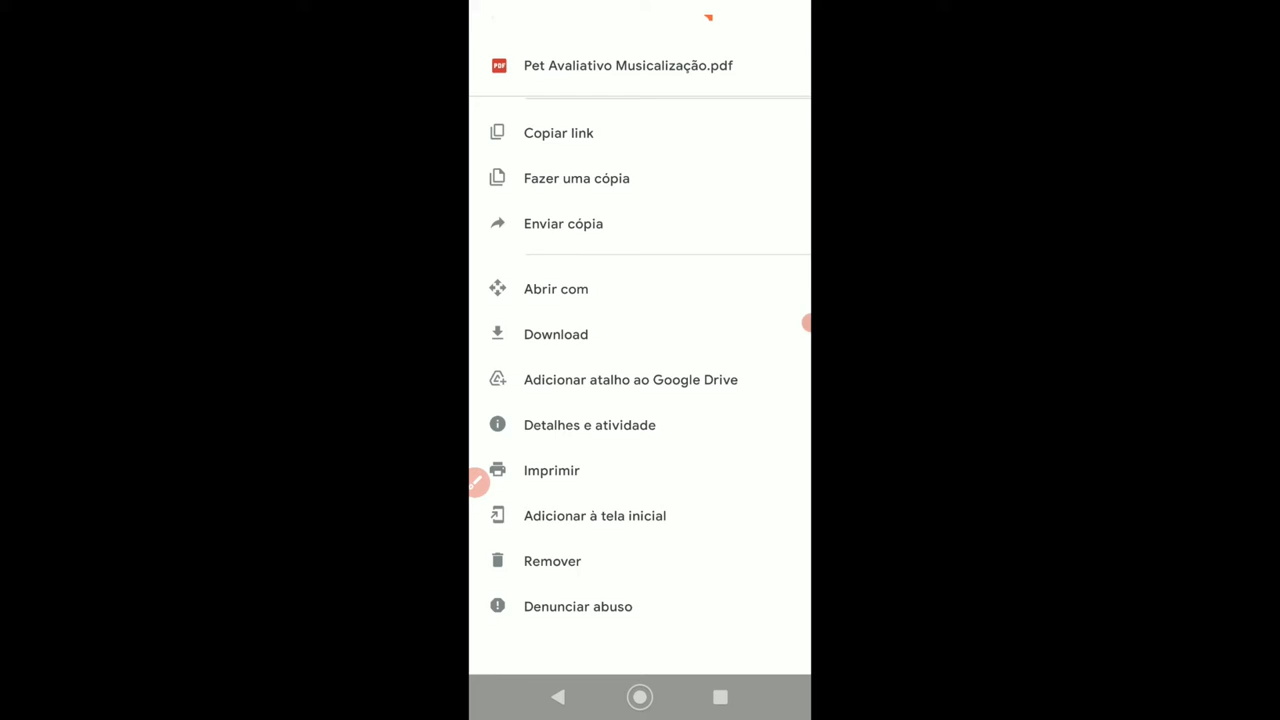 PDF Pet Avaliativo Musicalização.pdf
Copiar link
Fazer uma cópia
Enviar cópia
Abrir com
Download
Adicionar atalho ao Google Drive
Detalhes e atividade
Imprimir
Adicionar à tela inicial
Remover
Denunciar abuso